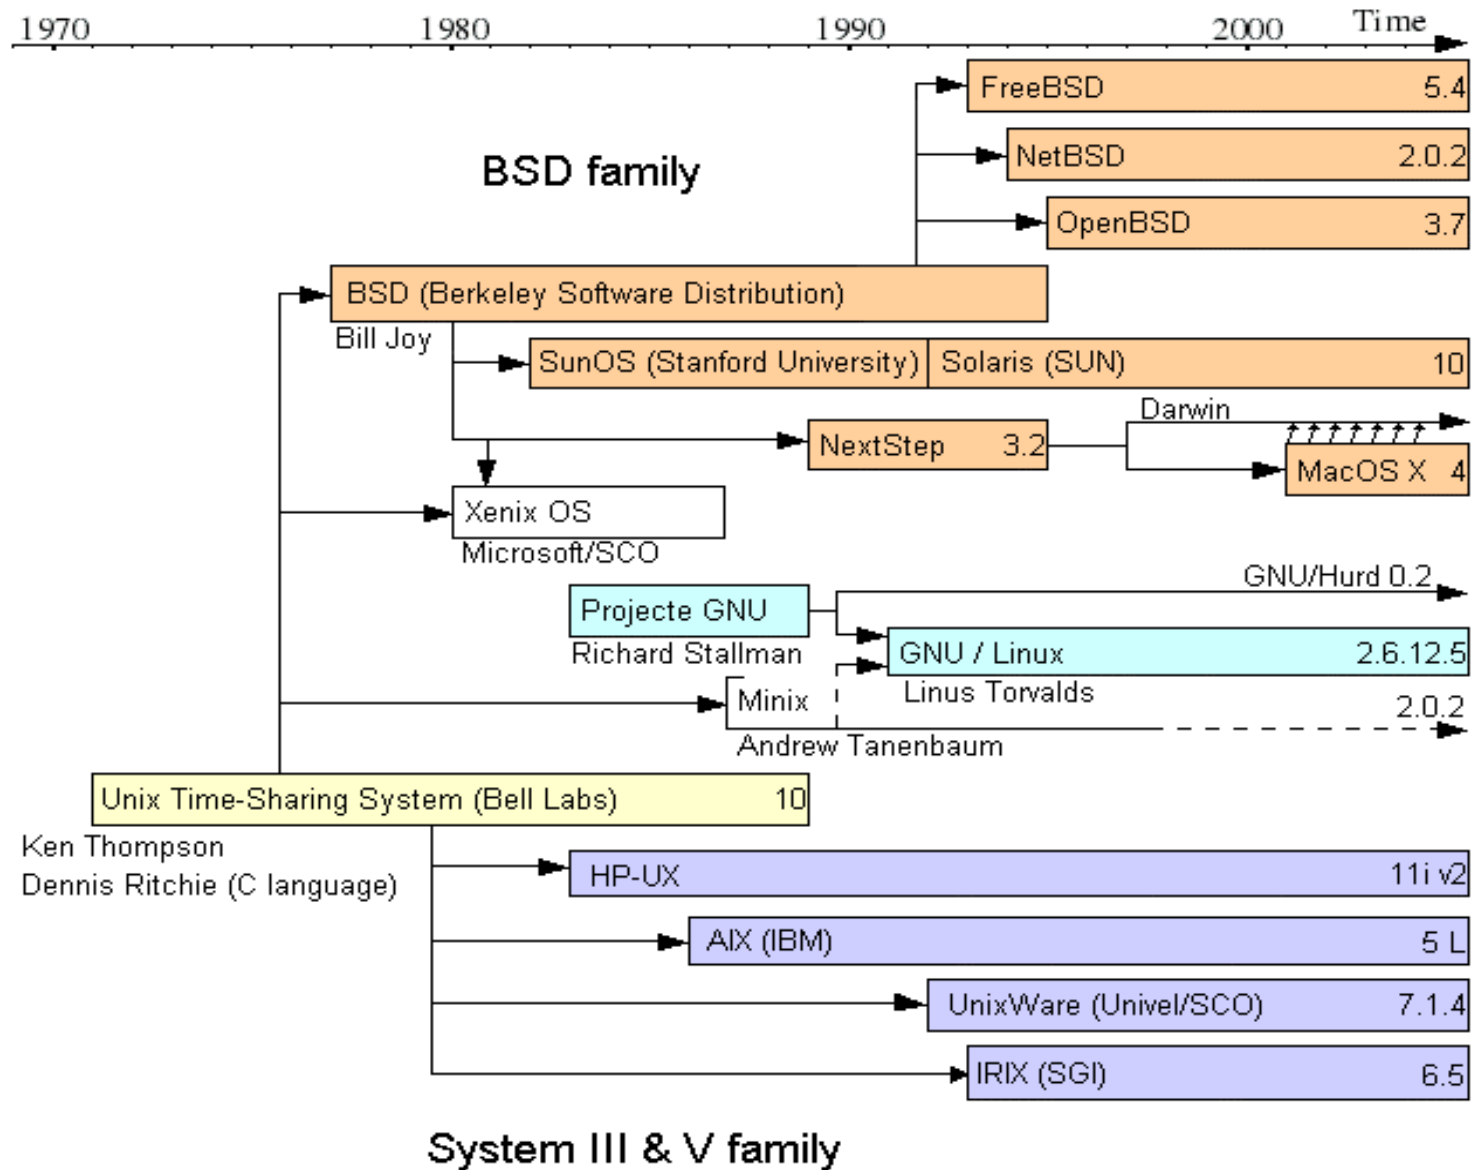 1970 1980 1990 2000 Time
FreeBSD 5.4
NetBSD 2.0.2
BSD family
OpenBSD 3.7
BSD (Berkeley Software Distribution)
Bill Joy
SunOS (Stanford University) Solaris (SUN) 10
Darwin
NextStep 3.2
MacOS X 4
Xenix OS
Microsoft/SCO
GNU/Hurd 0.2
Projecte GNU
Richard Stallman
GNU / Linux 2.6.12.5
Linus Torvalds
Minix 2.0.2
Andrew Tanenbaum
Unix Time-Sharing System (Bell Labs) 10
Ken Thompson
Dennis Ritchie (C language)
HP-UX 11i v2
AIX (IBM) 5 L
UnixWare (Univel/SCO) 7.1.4
IRIX (SGI) 6.5
System III & V family